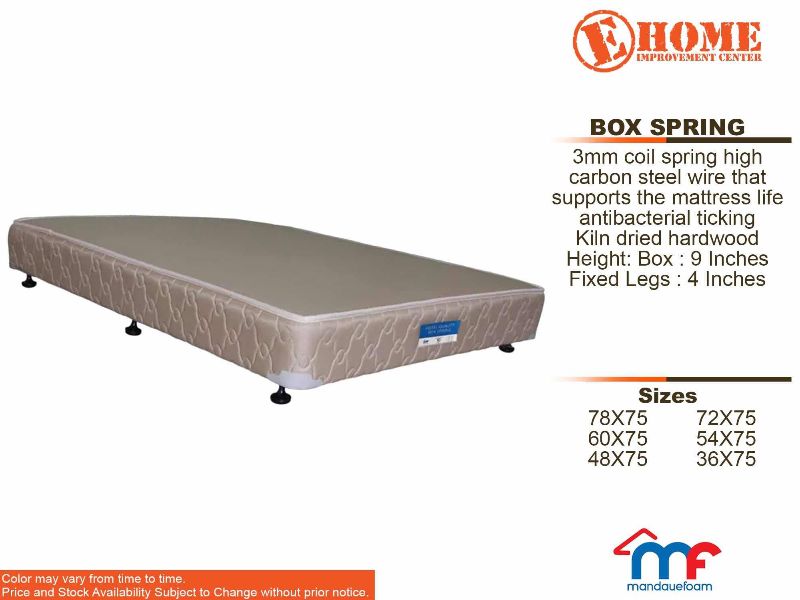 E HOME
IMPROVEMENT CENTER
BOX SPRING
3mm coil spring high
carbon steel wire that
supports the mattress life
antibacterial ticking
Kiln dried hardwood
Height: Box : 9 Inches
Fixed Legs : 4 Inches
Sizes
78X75 72X75
60X75 54X75
48X75 36X75
mf
mandauefoam
Color may vary from time to time.
Price and Stock Availability Subject to Change without prior notice.